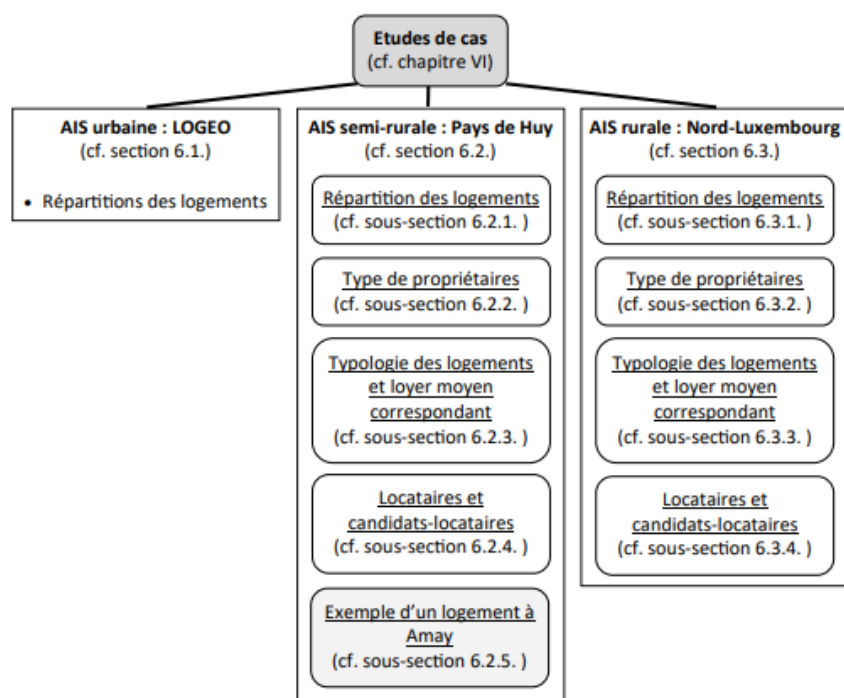 Etudes de cas
(cf. chapitre VI)
AIS urbaine : LOGEO
(cf. section 6.1.)
• Répartitions des logements
AIS semi-rurale : Pays de Huy
(cf. section 6.2.)
Répartition des logements
(cf. sous-section 6.2.1. )
Type de propriétaires
(cf. sous-section 6.2.2. )
Typologie des logements
et loyer moyen
correspondant
(cf. sous-section 6.2.3. )
Locataires et
candidats-locataires
(cf. sous-section 6.2.4. )
Exemple d'un logement à
Amay
(cf. sous-section 6.2.5. )
AIS rurale : Nord-Luxembourg
(cf. section 6.3.)
Répartition des logements
(cf. sous-section 6.3.1. )
Type de propriétaires
(cf. sous-section 6.3.2. )
Typologie des logements
et loyer moyen
correspondant
(cf. sous-section 6.3.3. )
Locataires et
candidats-locataires
(cf. sous-section 6.3.4. )